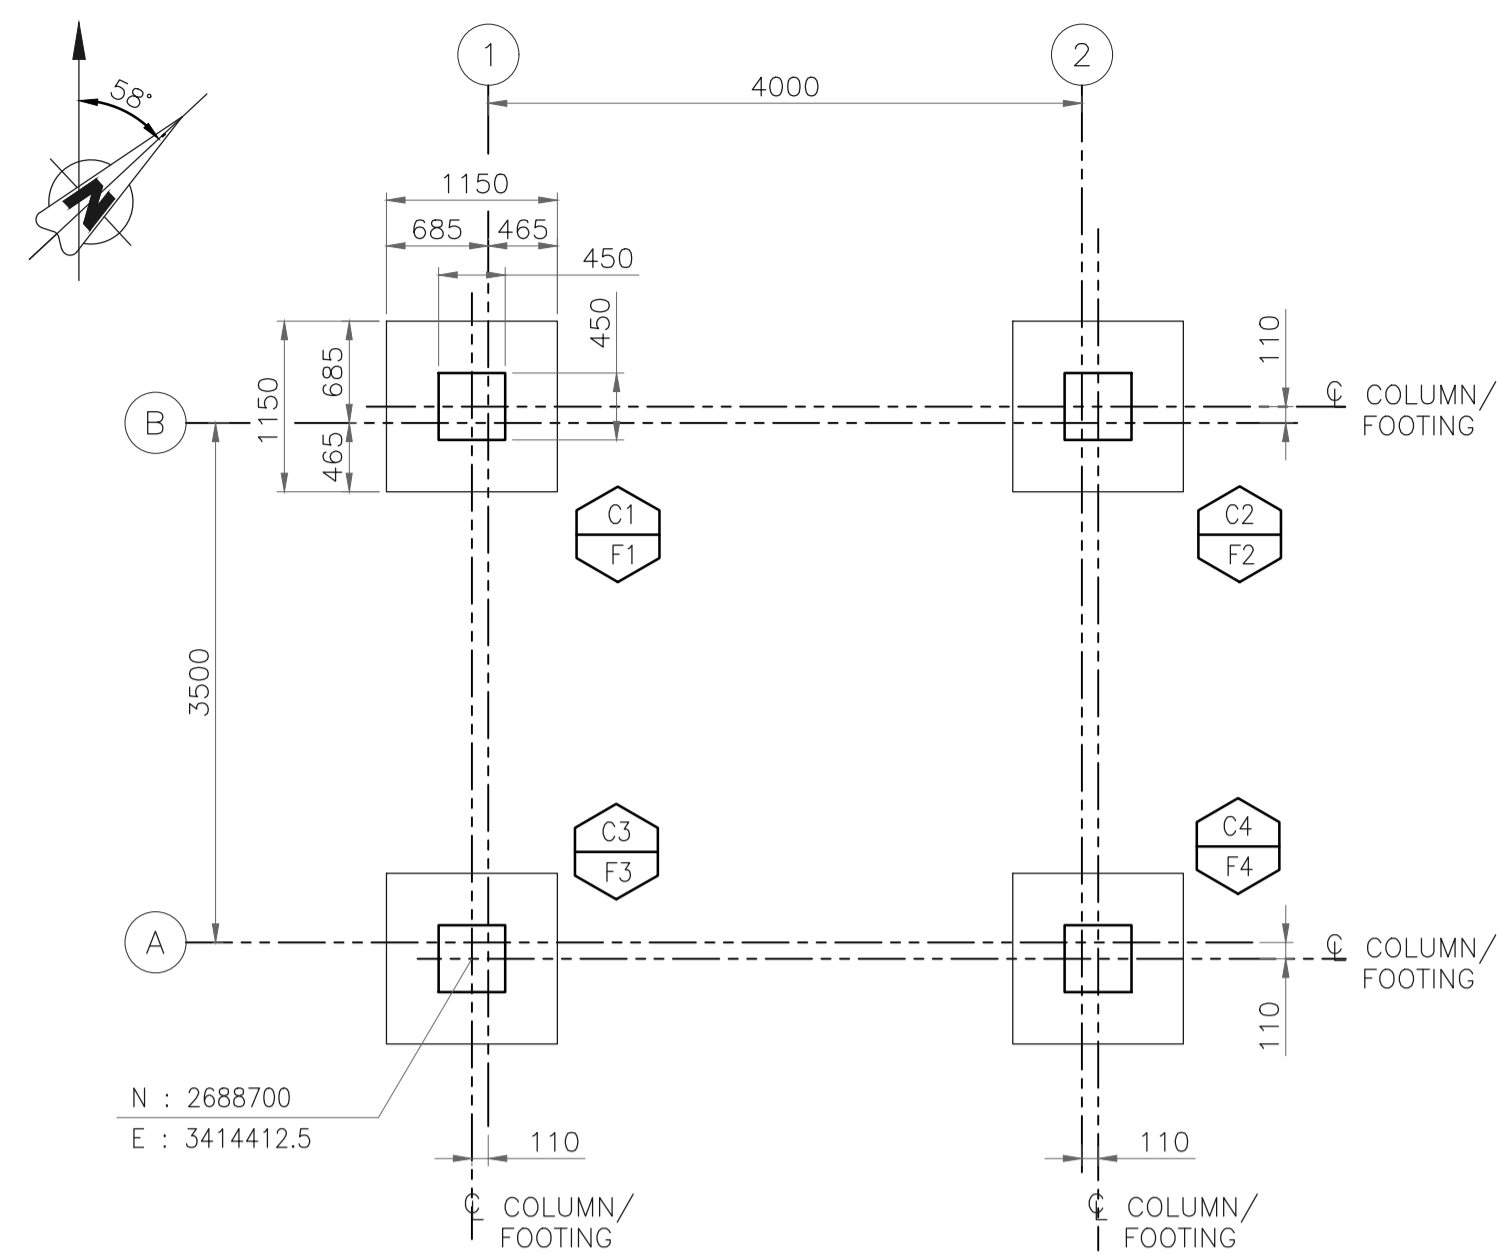 1
2
4000
58°
N
1150
685
465
450
450
110
685
1150
465
B
℄ COLUMN/
FOOTING
C1
F1
C2
F2
3500
C3
F3
C4
F4
A
℄ COLUMN/
FOOTING
110
N : 2688700
E : 3414412.5
110
110
℄ COLUMN/
FOOTING
℄ COLUMN/
FOOTING